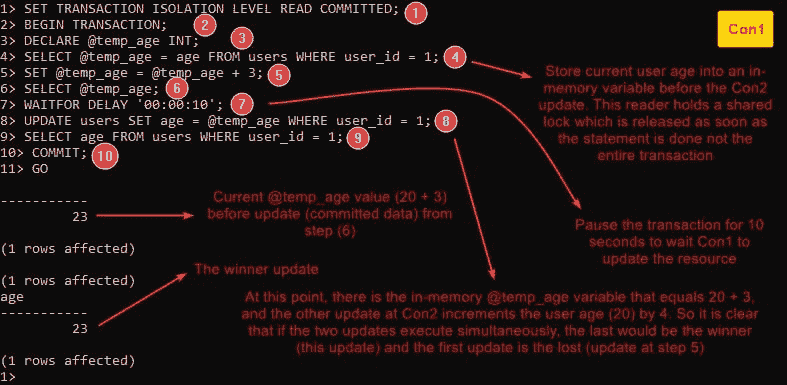 1> SET TRANSACTION ISOLATION LEVEL READ COMMITTED; 1
2> BEGIN TRANSACTION; 2
3> DECLARE @temp_age INT; 3
4> SELECT @temp_age = age FROM users WHERE user_id = 1; 4
5> SET @temp_age = @temp_age + 3; 5
6> SELECT @temp_age; 6
7> WAITFOR DELAY '00:00:10'; 7
8> UPDATE users SET age = @temp_age WHERE user_id = 1; 8
9> SELECT age FROM users WHERE user_id = 1; 9
10> COMMIT; 10
11> GO
Con1
Store current user age into an in-
memory variable before the Con2
update. This reader holds a shared
lock which is released as soon as
the statement is done not the
entire transaction
-----------
23
(1 rows affected)
Current @temp_age value (20 + 3)
before update (committed data) from
step (6)
Pause the transaction for 10
seconds to wait Con1 to
update the resource
(1 rows affected)
age
-----------
23
(1 rows affected)
1>
The winner update
At this point, there is the in-memory @temp_age variable that equals 20 + 3,
and the other update at Con2 increments the user age (20) by 4. So it is clear
that if the two updates execute simultaneously, the last would be the winner
(this update) and the first update is the lost (update at step 5)